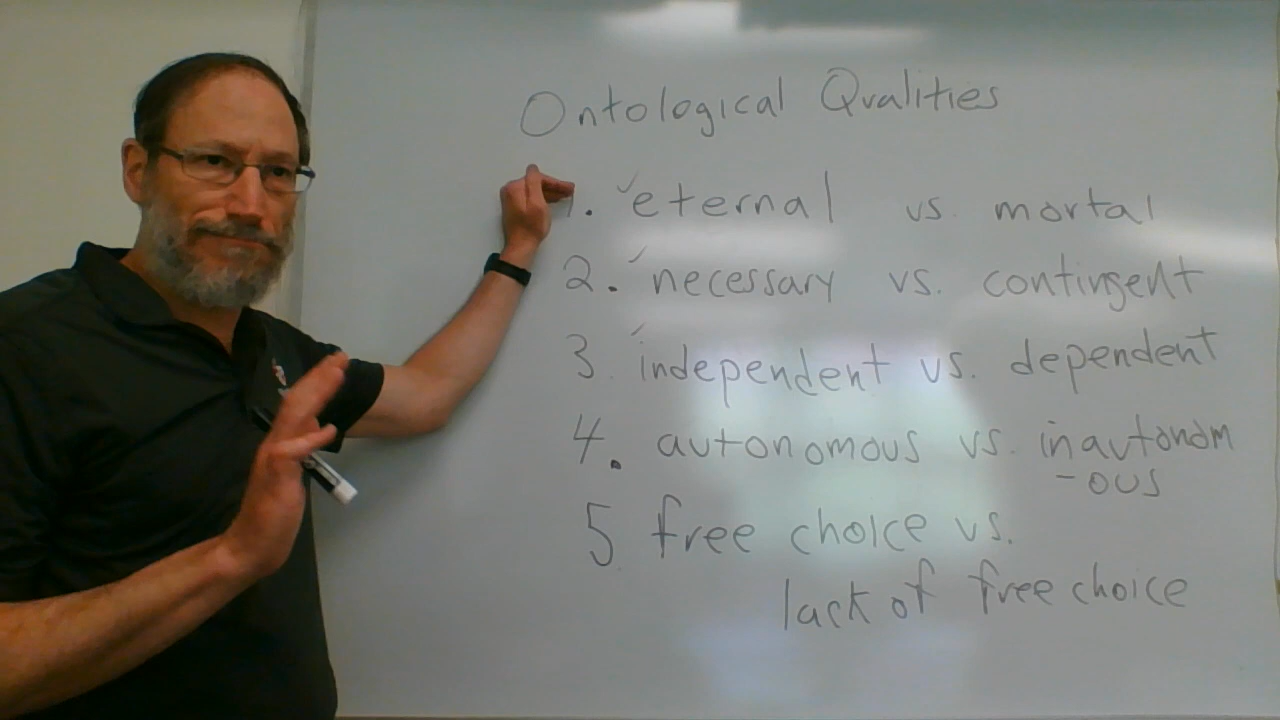 Ontological Qualities
1. eternal vs. mortal
2. necessary vs. contingent
3. independent vs. dependent
4. autonomous vs. inautonom
-ous
5. free choice vs.
lack of free choice